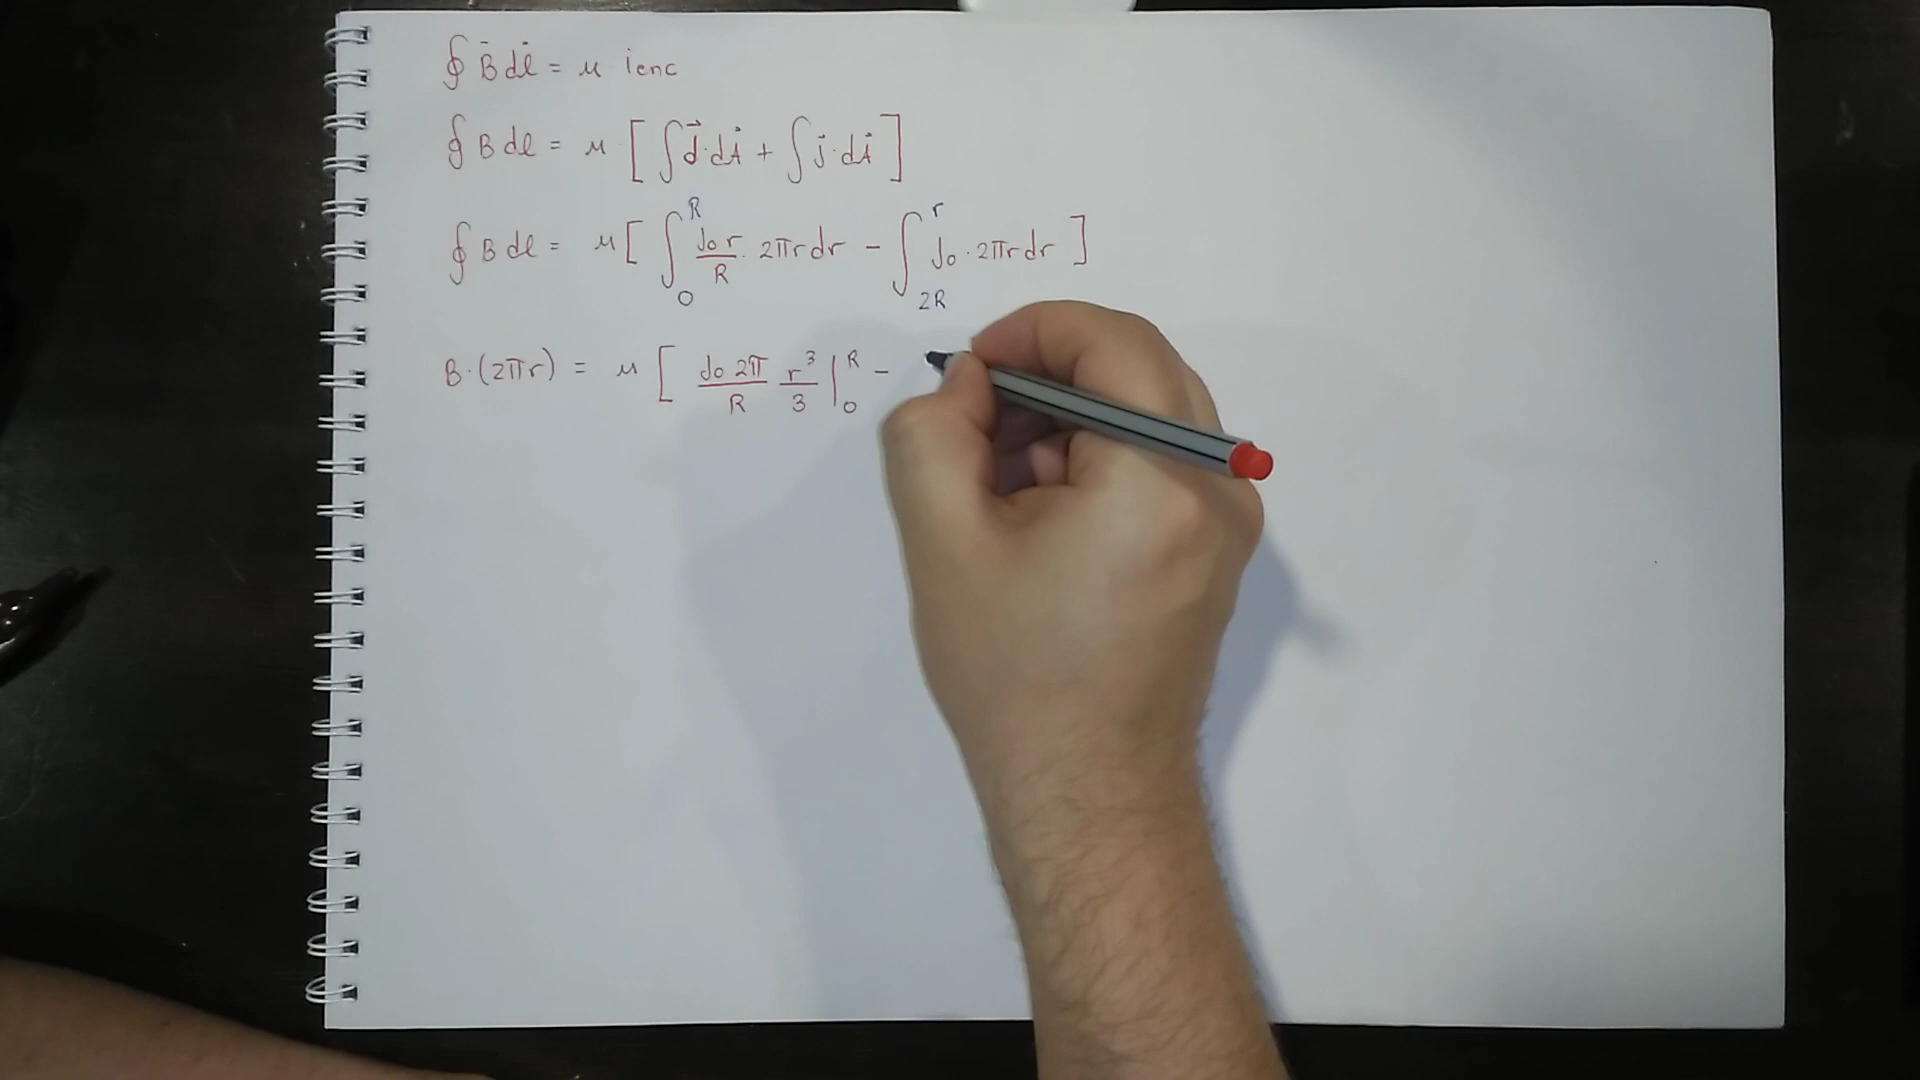 ∮ B⃗ dl⃗ = μ ienc
∮ B dl = μ [ ∫ J⃗ · dA⃗ + ∫ J⃗ · dA⃗ ]
∮ B dl = μ [ ∫₀ᴿ Jo r/R · 2πr dr − ∫₂ᵣʳ Jo · 2πr dr ]
B · (2πr) = μ [ Jo 2π/R r³/3 |₀ᴿ −